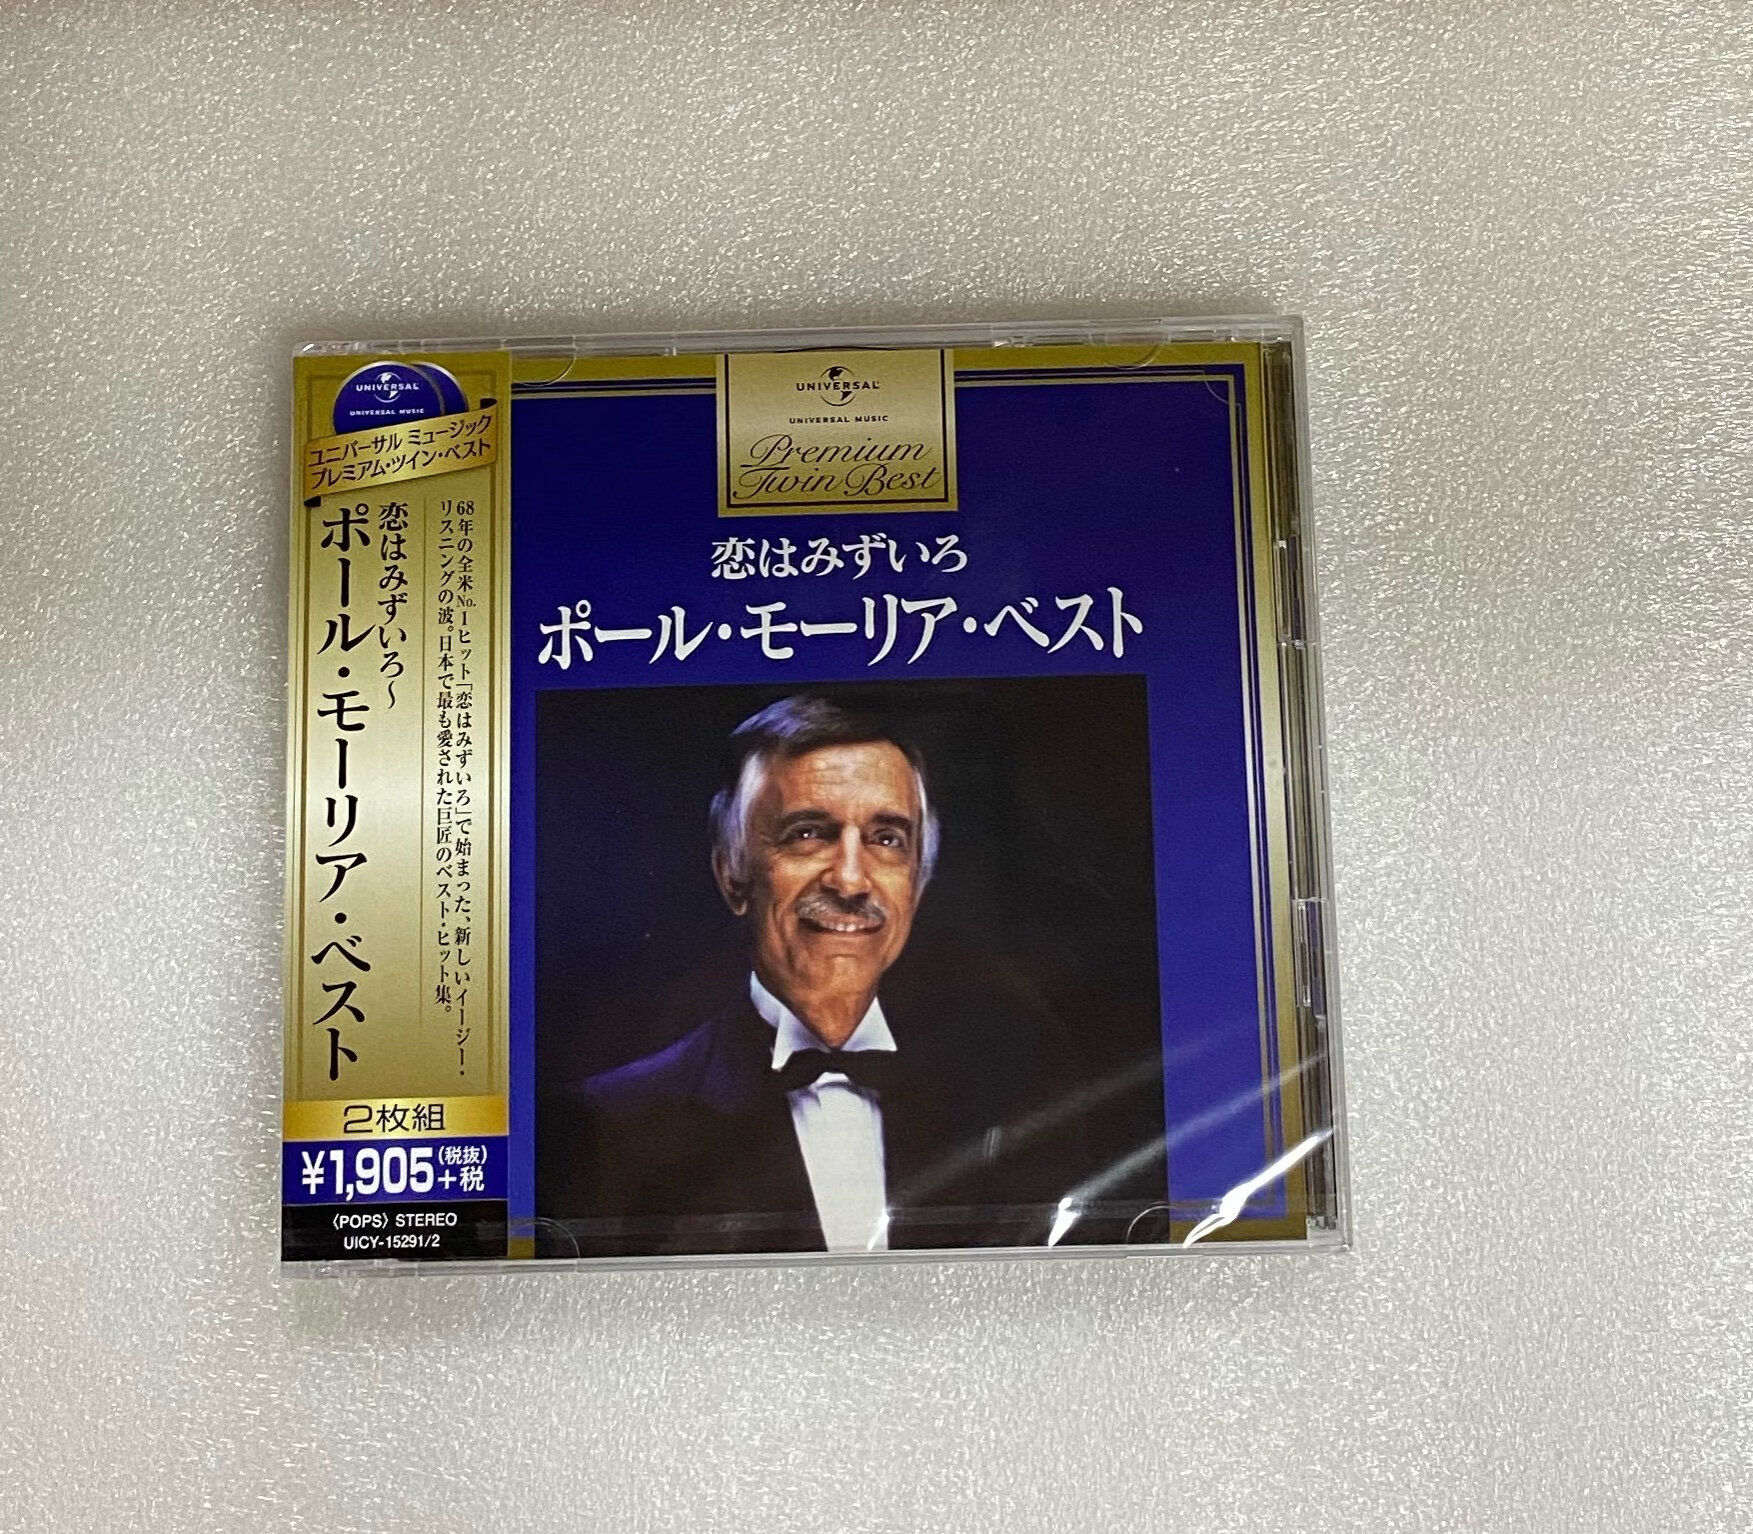 UNIVERSAL
UNIVERSAL MUSIC
ユニバーサル ミュージック
プレミアム・ツイン・ベスト
68年の全米No.1ヒット「恋はみずいろ」で始まった、新しいイージー・
リスニングの波。日本で最も愛された巨匠のベスト・ヒット集。
恋はみずいろ〜
ポール・モーリア・ベスト
2枚組
¥1,905(税抜)+税
〈POPS〉 STEREO
UICY-15291/2
UNIVERSAL
UNIVERSAL MUSIC
Premium
Twin Best
恋はみずいろ
ポール・モーリア・ベスト